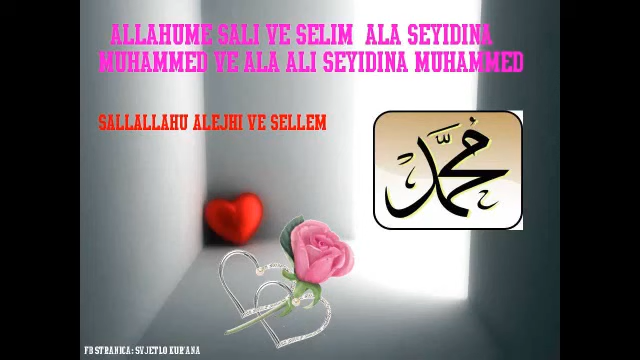 ALLAHUME SALI VE SELIM ALA SEYIDINA
MUHAMMED VE ALA ALI SEYIDINA MUHAMMED
SALLALLAHU ALEJHI VE SELLEM
محمد
FB STRANICA: SVJETLO KUR'ANA